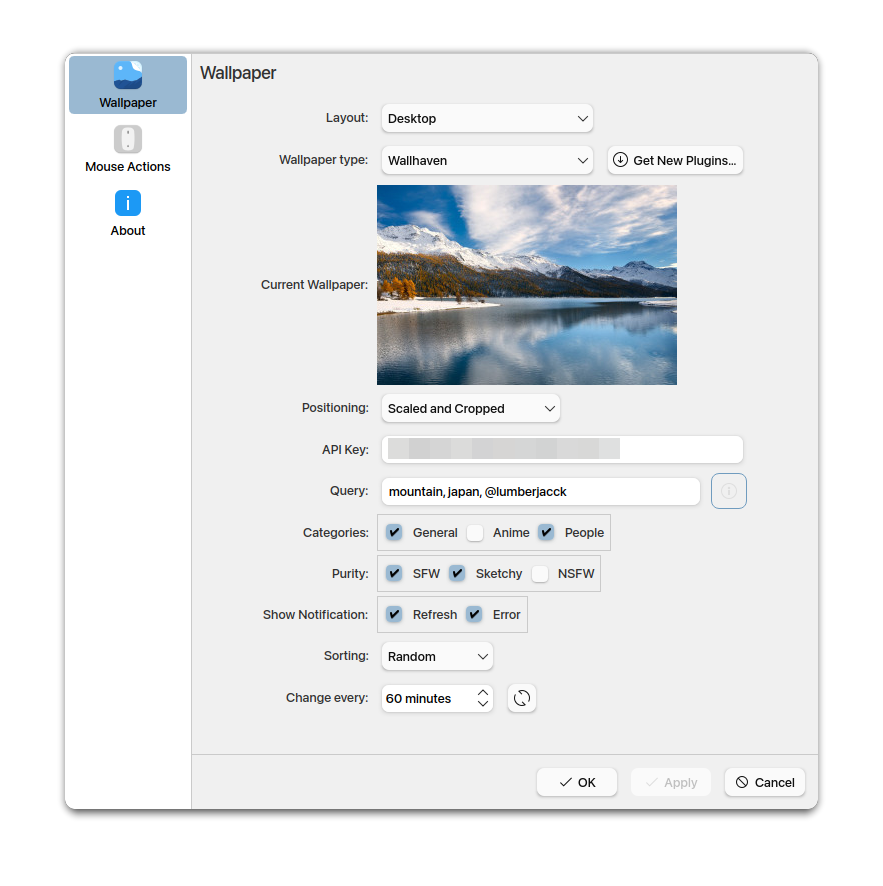 Wallpaper
Mouse Actions
About
Wallpaper
Layout: Desktop
Wallpaper type: Wallhaven Get New Plugins...
Current Wallpaper:
Positioning: Scaled and Cropped
API Key:
Query: mountain, japan, @lumberjacck
Categories: General Anime People
Purity: SFW Sketchy NSFW
Show Notification: Refresh Error
Sorting: Random
Change every: 60 minutes
OK Apply Cancel